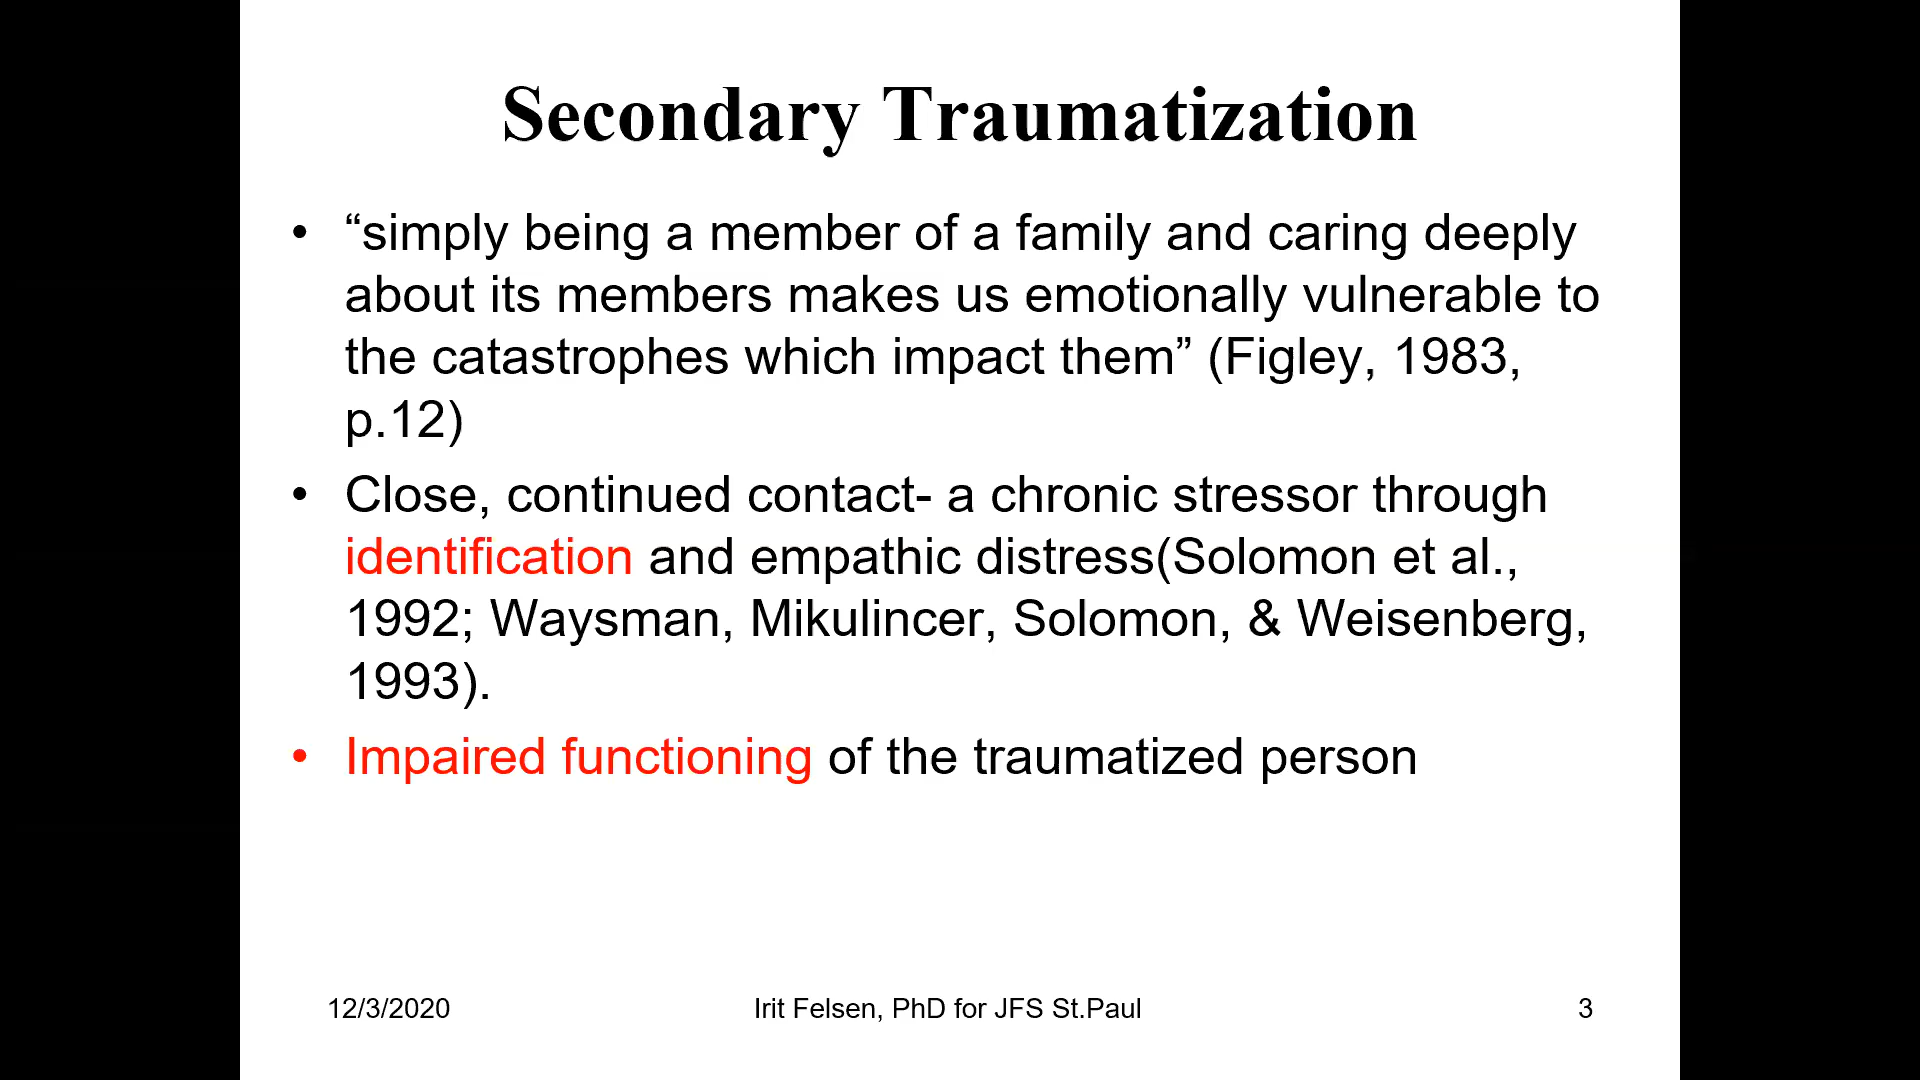 Secondary Traumatization
• “simply being a member of a family and caring deeply
about its members makes us emotionally vulnerable to
the catastrophes which impact them” (Figley, 1983,
p.12)
• Close, continued contact- a chronic stressor through
identification and empathic distress(Solomon et al.,
1992; Waysman, Mikulincer, Solomon, & Weisenberg,
1993).
• Impaired functioning of the traumatized person
12/3/2020 Irit Felsen, PhD for JFS St.Paul 3